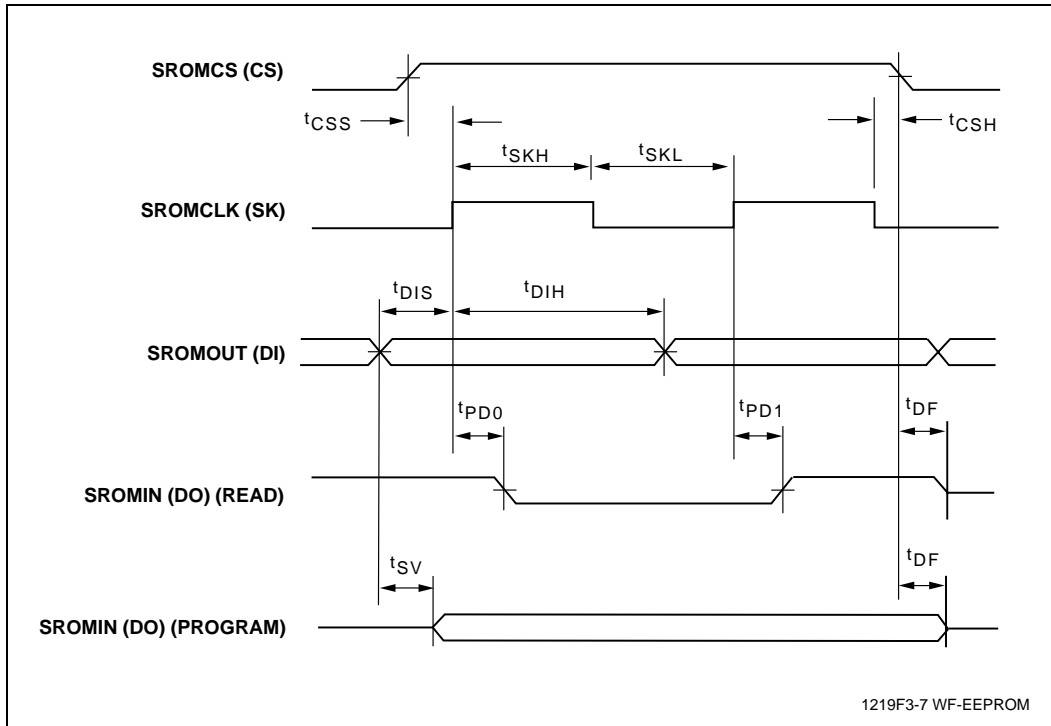 SROMCS (CS)
tCSS
tCSH
tSKH
tSKL
SROMCLK (SK)
tDIS
tDIH
SROMOUT (DI)
tPD0
tPD1
tDF
SROMIN (DO) (READ)
tSV
tDF
SROMIN (DO) (PROGRAM)
1219F3-7 WF-EEPROM